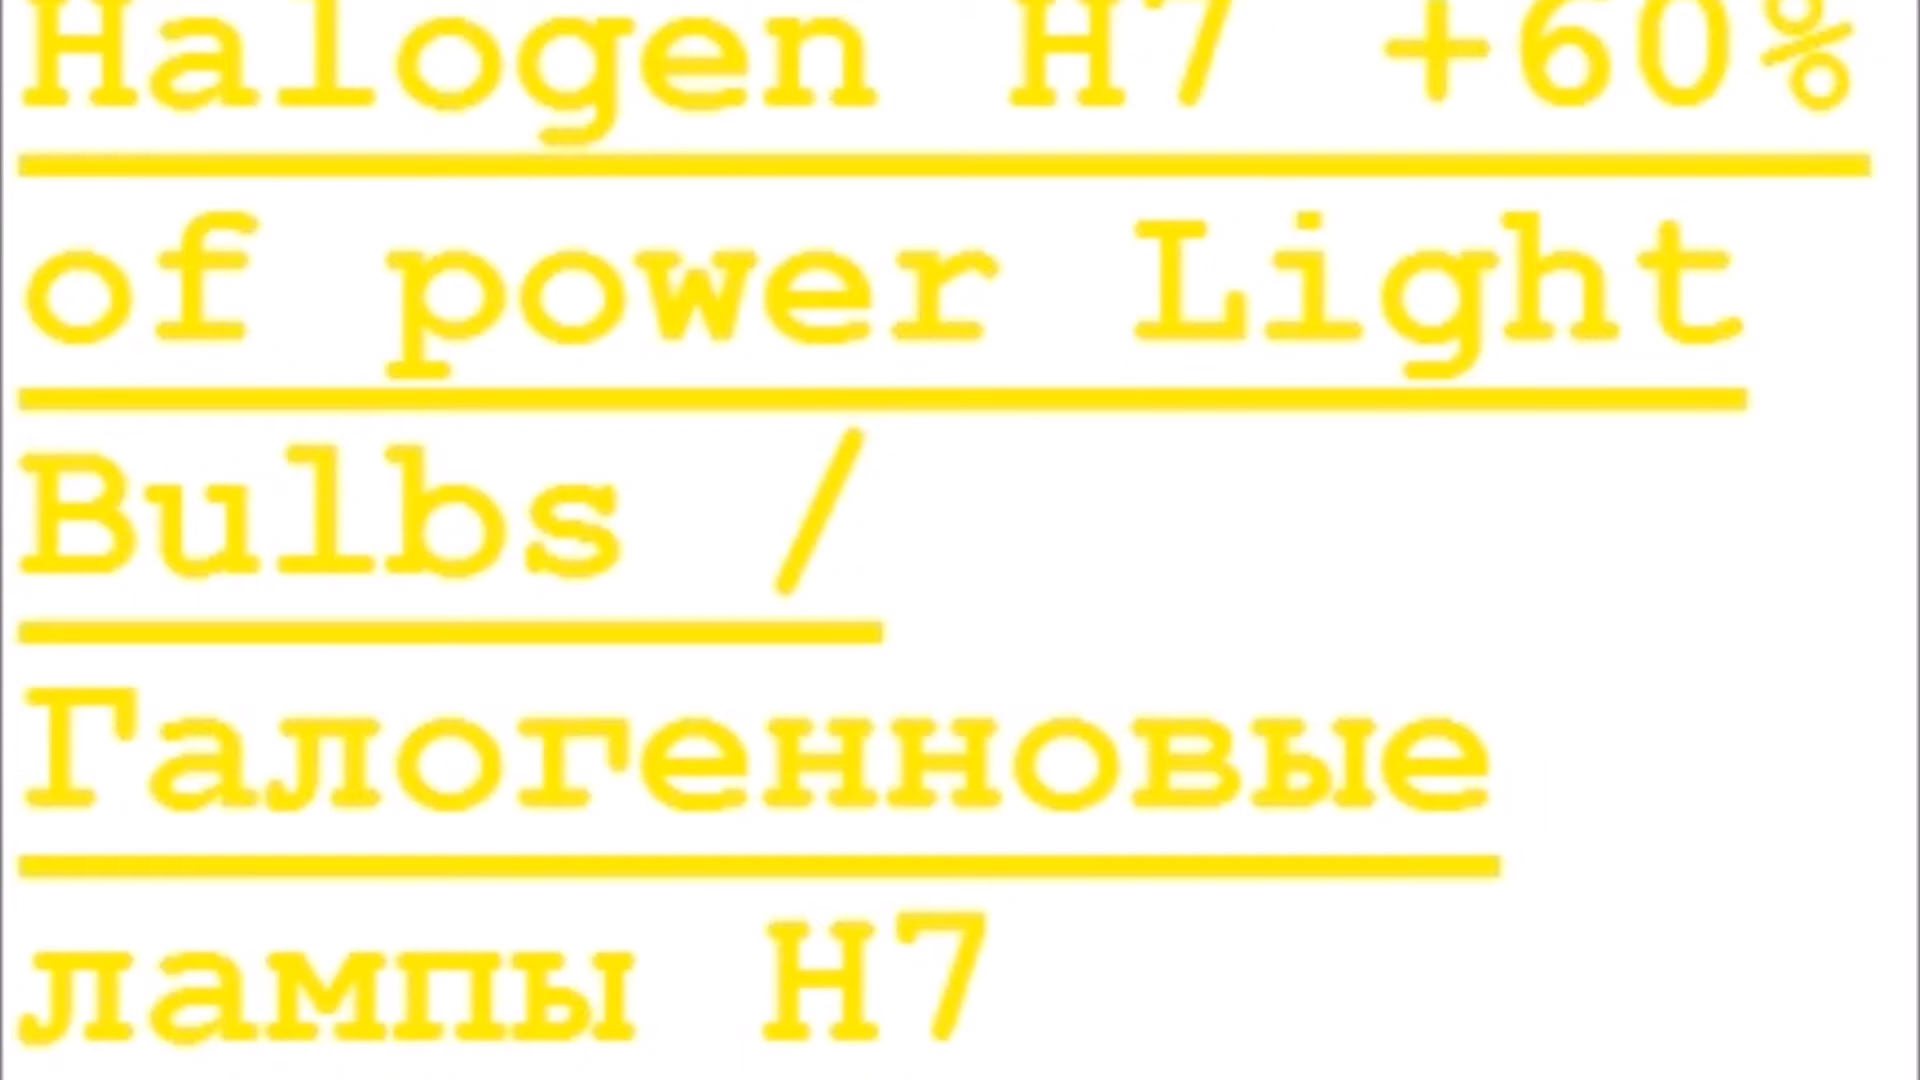 Halogen H7 +60%
of power Light
Bulbs /
Галогенновые
лампы H7